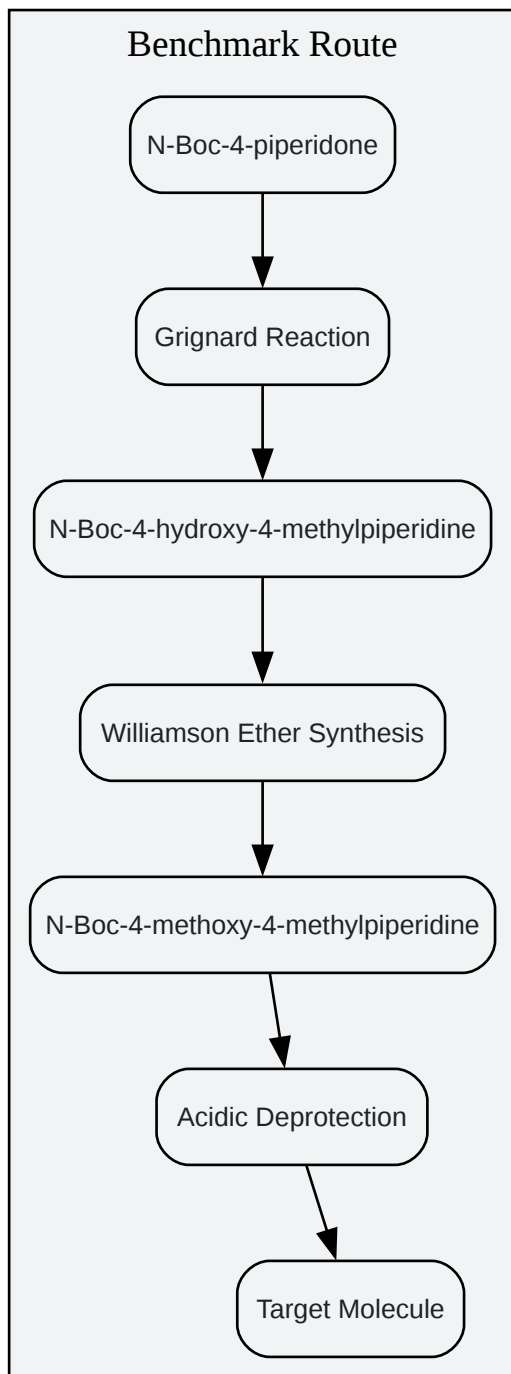 Benchmark Route
N-Boc-4-piperidone
Grignard Reaction
N-Boc-4-hydroxy-4-methylpiperidine
Williamson Ether Synthesis
N-Boc-4-methoxy-4-methylpiperidine
Acidic Deprotection
Target Molecule